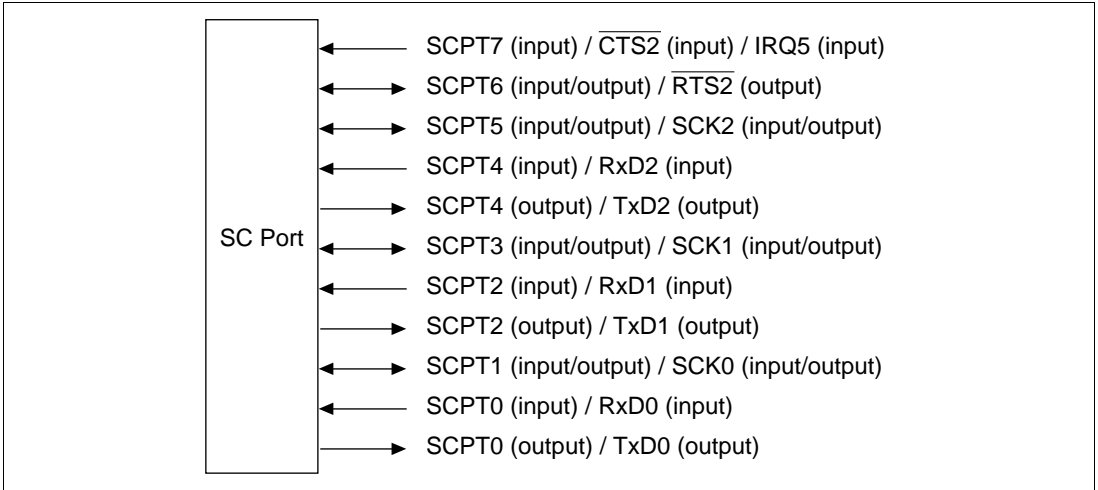 SCPT7 (input) / C̅T̅S̅2̅ (input) / IRQ5 (input)
SCPT6 (input/output) / R̅T̅S̅2̅ (output)
SCPT5 (input/output) / SCK2 (input/output)
SCPT4 (input) / RxD2 (input)
SCPT4 (output) / TxD2 (output)
SC Port
SCPT3 (input/output) / SCK1 (input/output)
SCPT2 (input) / RxD1 (input)
SCPT2 (output) / TxD1 (output)
SCPT1 (input/output) / SCK0 (input/output)
SCPT0 (input) / RxD0 (input)
SCPT0 (output) / TxD0 (output)